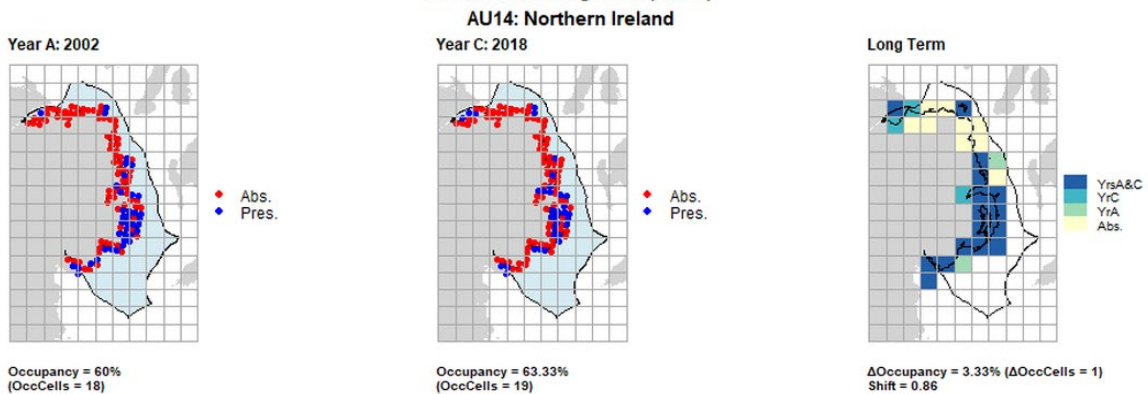 AU14: Northern Ireland
Year A: 2002
Year C: 2018
Long Term
Abs.
Pres.
Abs.
Pres.
YrsA&C
YrC
YrA
Abs.
Occupancy = 60%
(OccCells = 18)
Occupancy = 63.33%
(OccCells = 19)
ΔOccupancy = 3.33% (ΔOccCells = 1)
Shift = 0.86